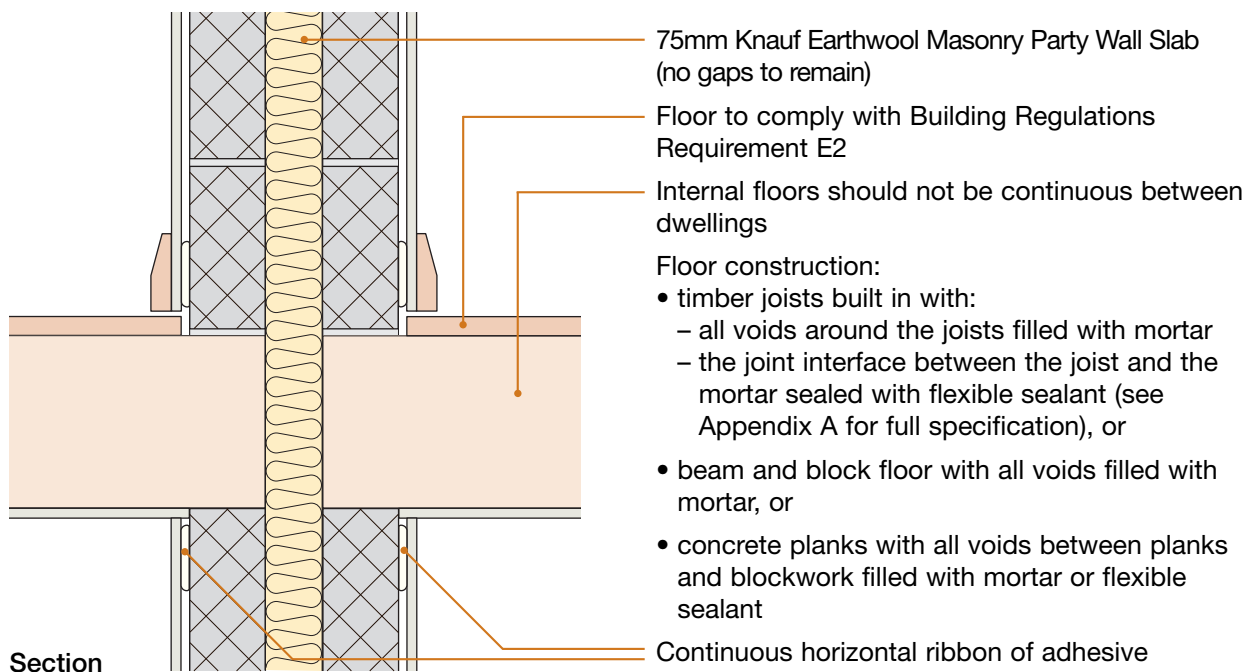 75mm Knauf Earthwool Masonry Party Wall Slab
(no gaps to remain)
Floor to comply with Building Regulations
Requirement E2
Internal floors should not be continuous between
dwellings
Floor construction:
• timber joists built in with:
– all voids around the joists filled with mortar
– the joint interface between the joist and the
mortar sealed with flexible sealant (see
Appendix A for full specification), or
• beam and block floor with all voids filled with
mortar, or
• concrete planks with all voids between planks
and blockwork filled with mortar or flexible
sealant
Continuous horizontal ribbon of adhesive
Section